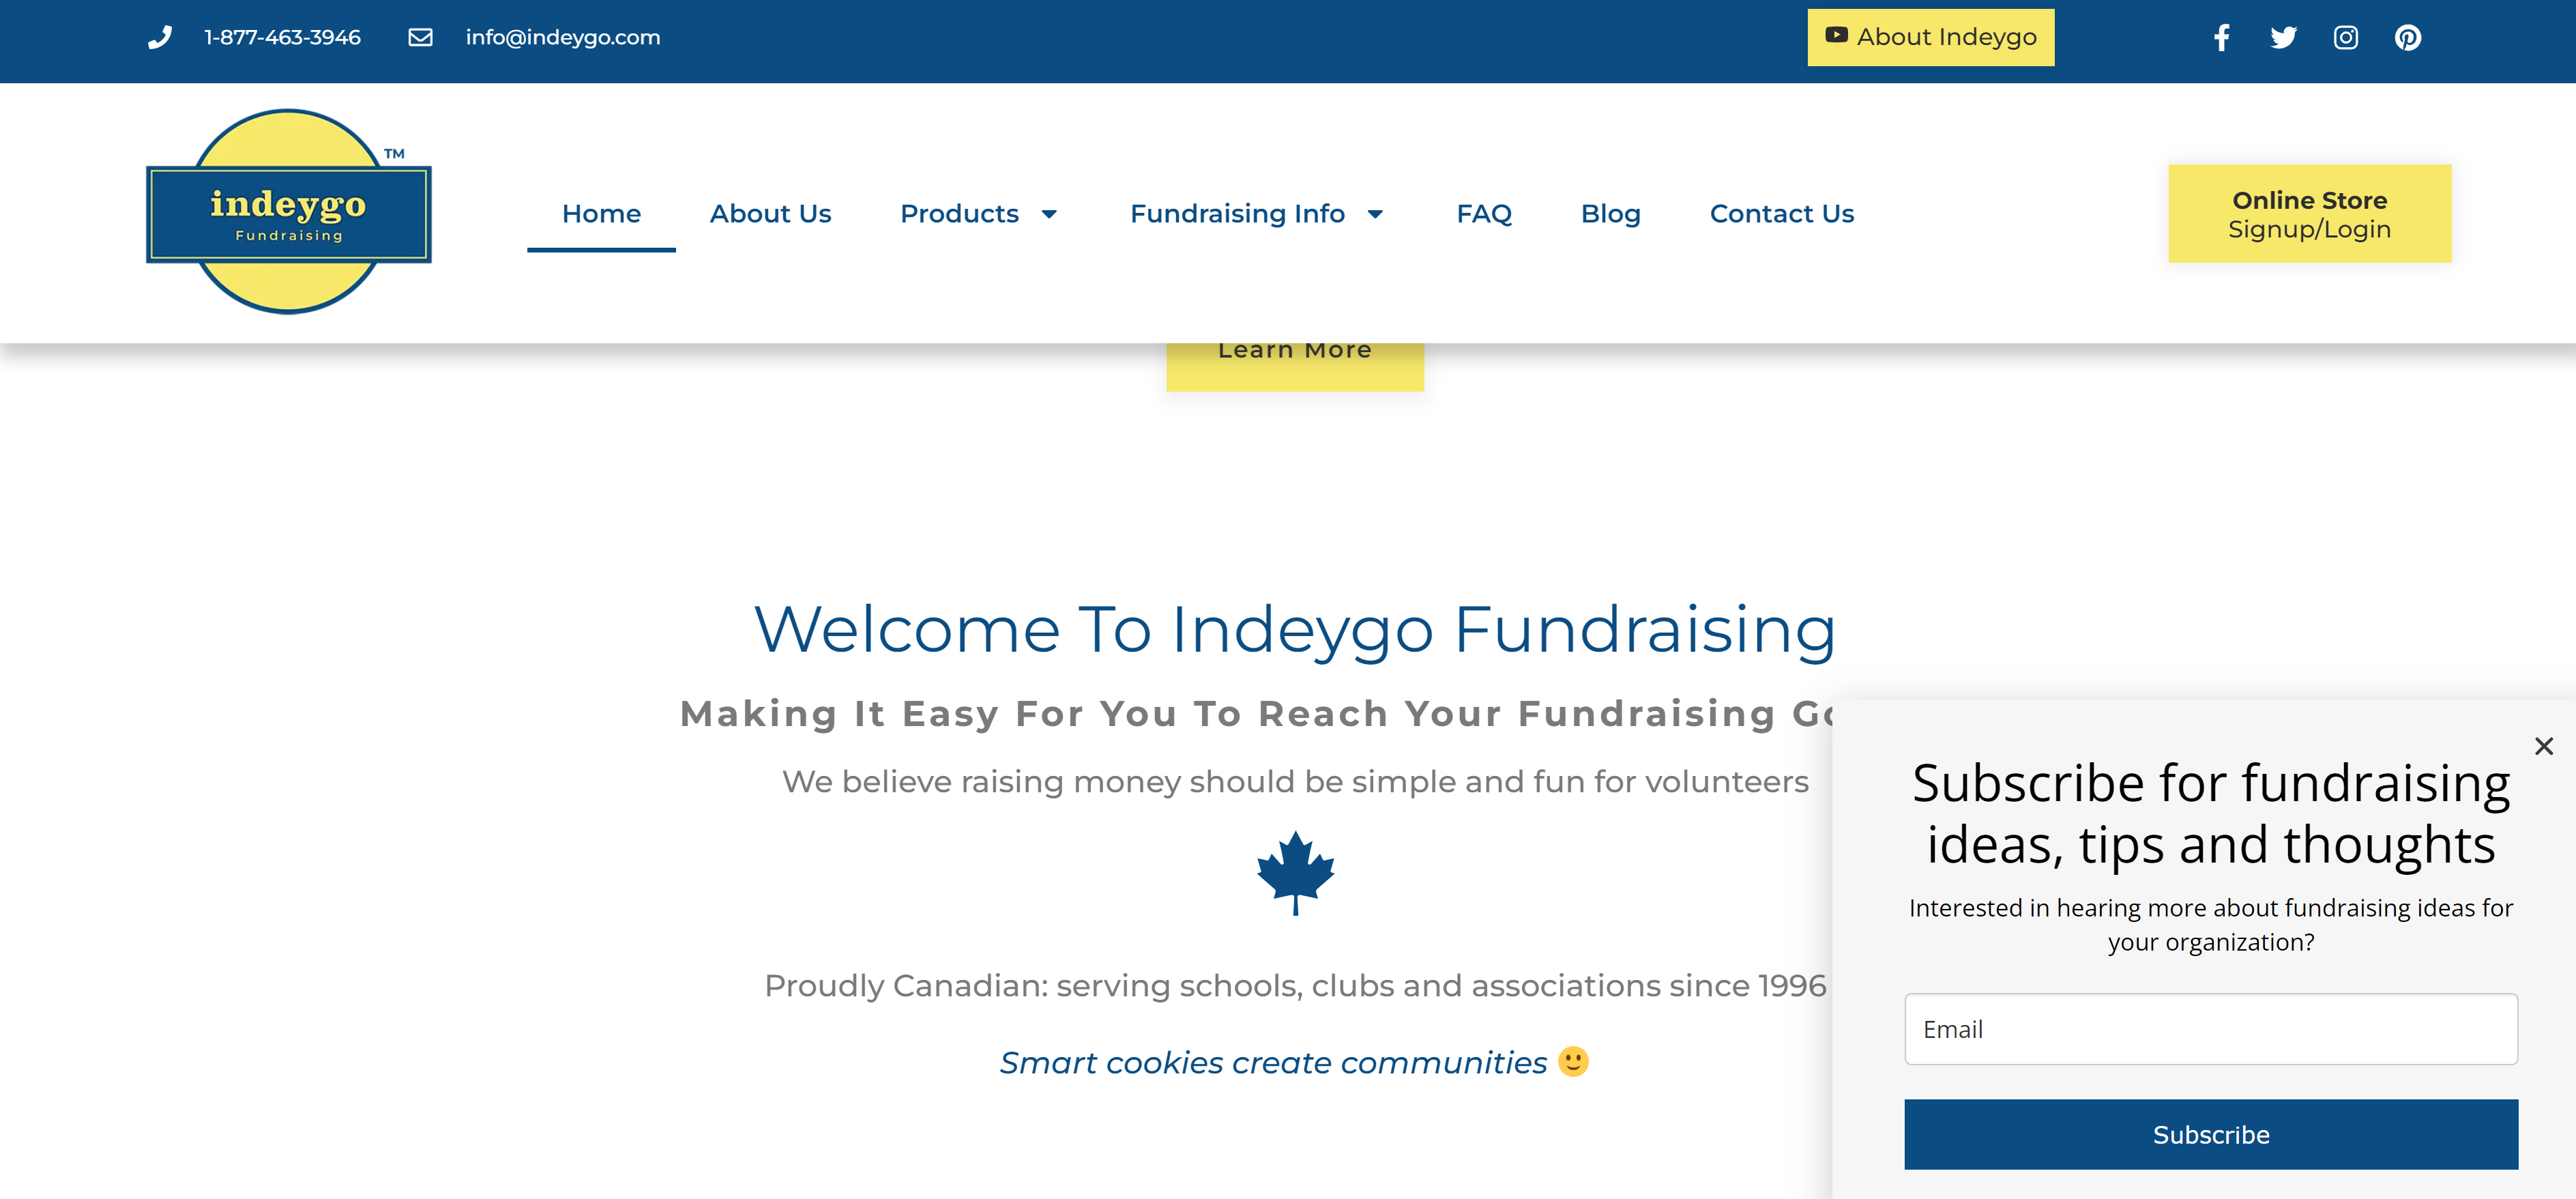 1-877-463-3946
info@indeygo.com
About Indeygo
TM
indeygo
Fundraising
Home
About Us
Products
Fundraising Info
FAQ
Blog
Contact Us
Online Store
Signup/Login
Learn More
Welcome To Indeygo Fundraising
Making It Easy For You To Reach Your Fundraising
We believe raising money should be simple and fun for volunteers
Proudly Canadian: serving schools, clubs and associations since 1996
Smart cookies create communities 🙂
Subscribe for fundraising
ideas, tips and thoughts
Interested in hearing more about fundraising ideas for
your organization?
Email
Subscribe